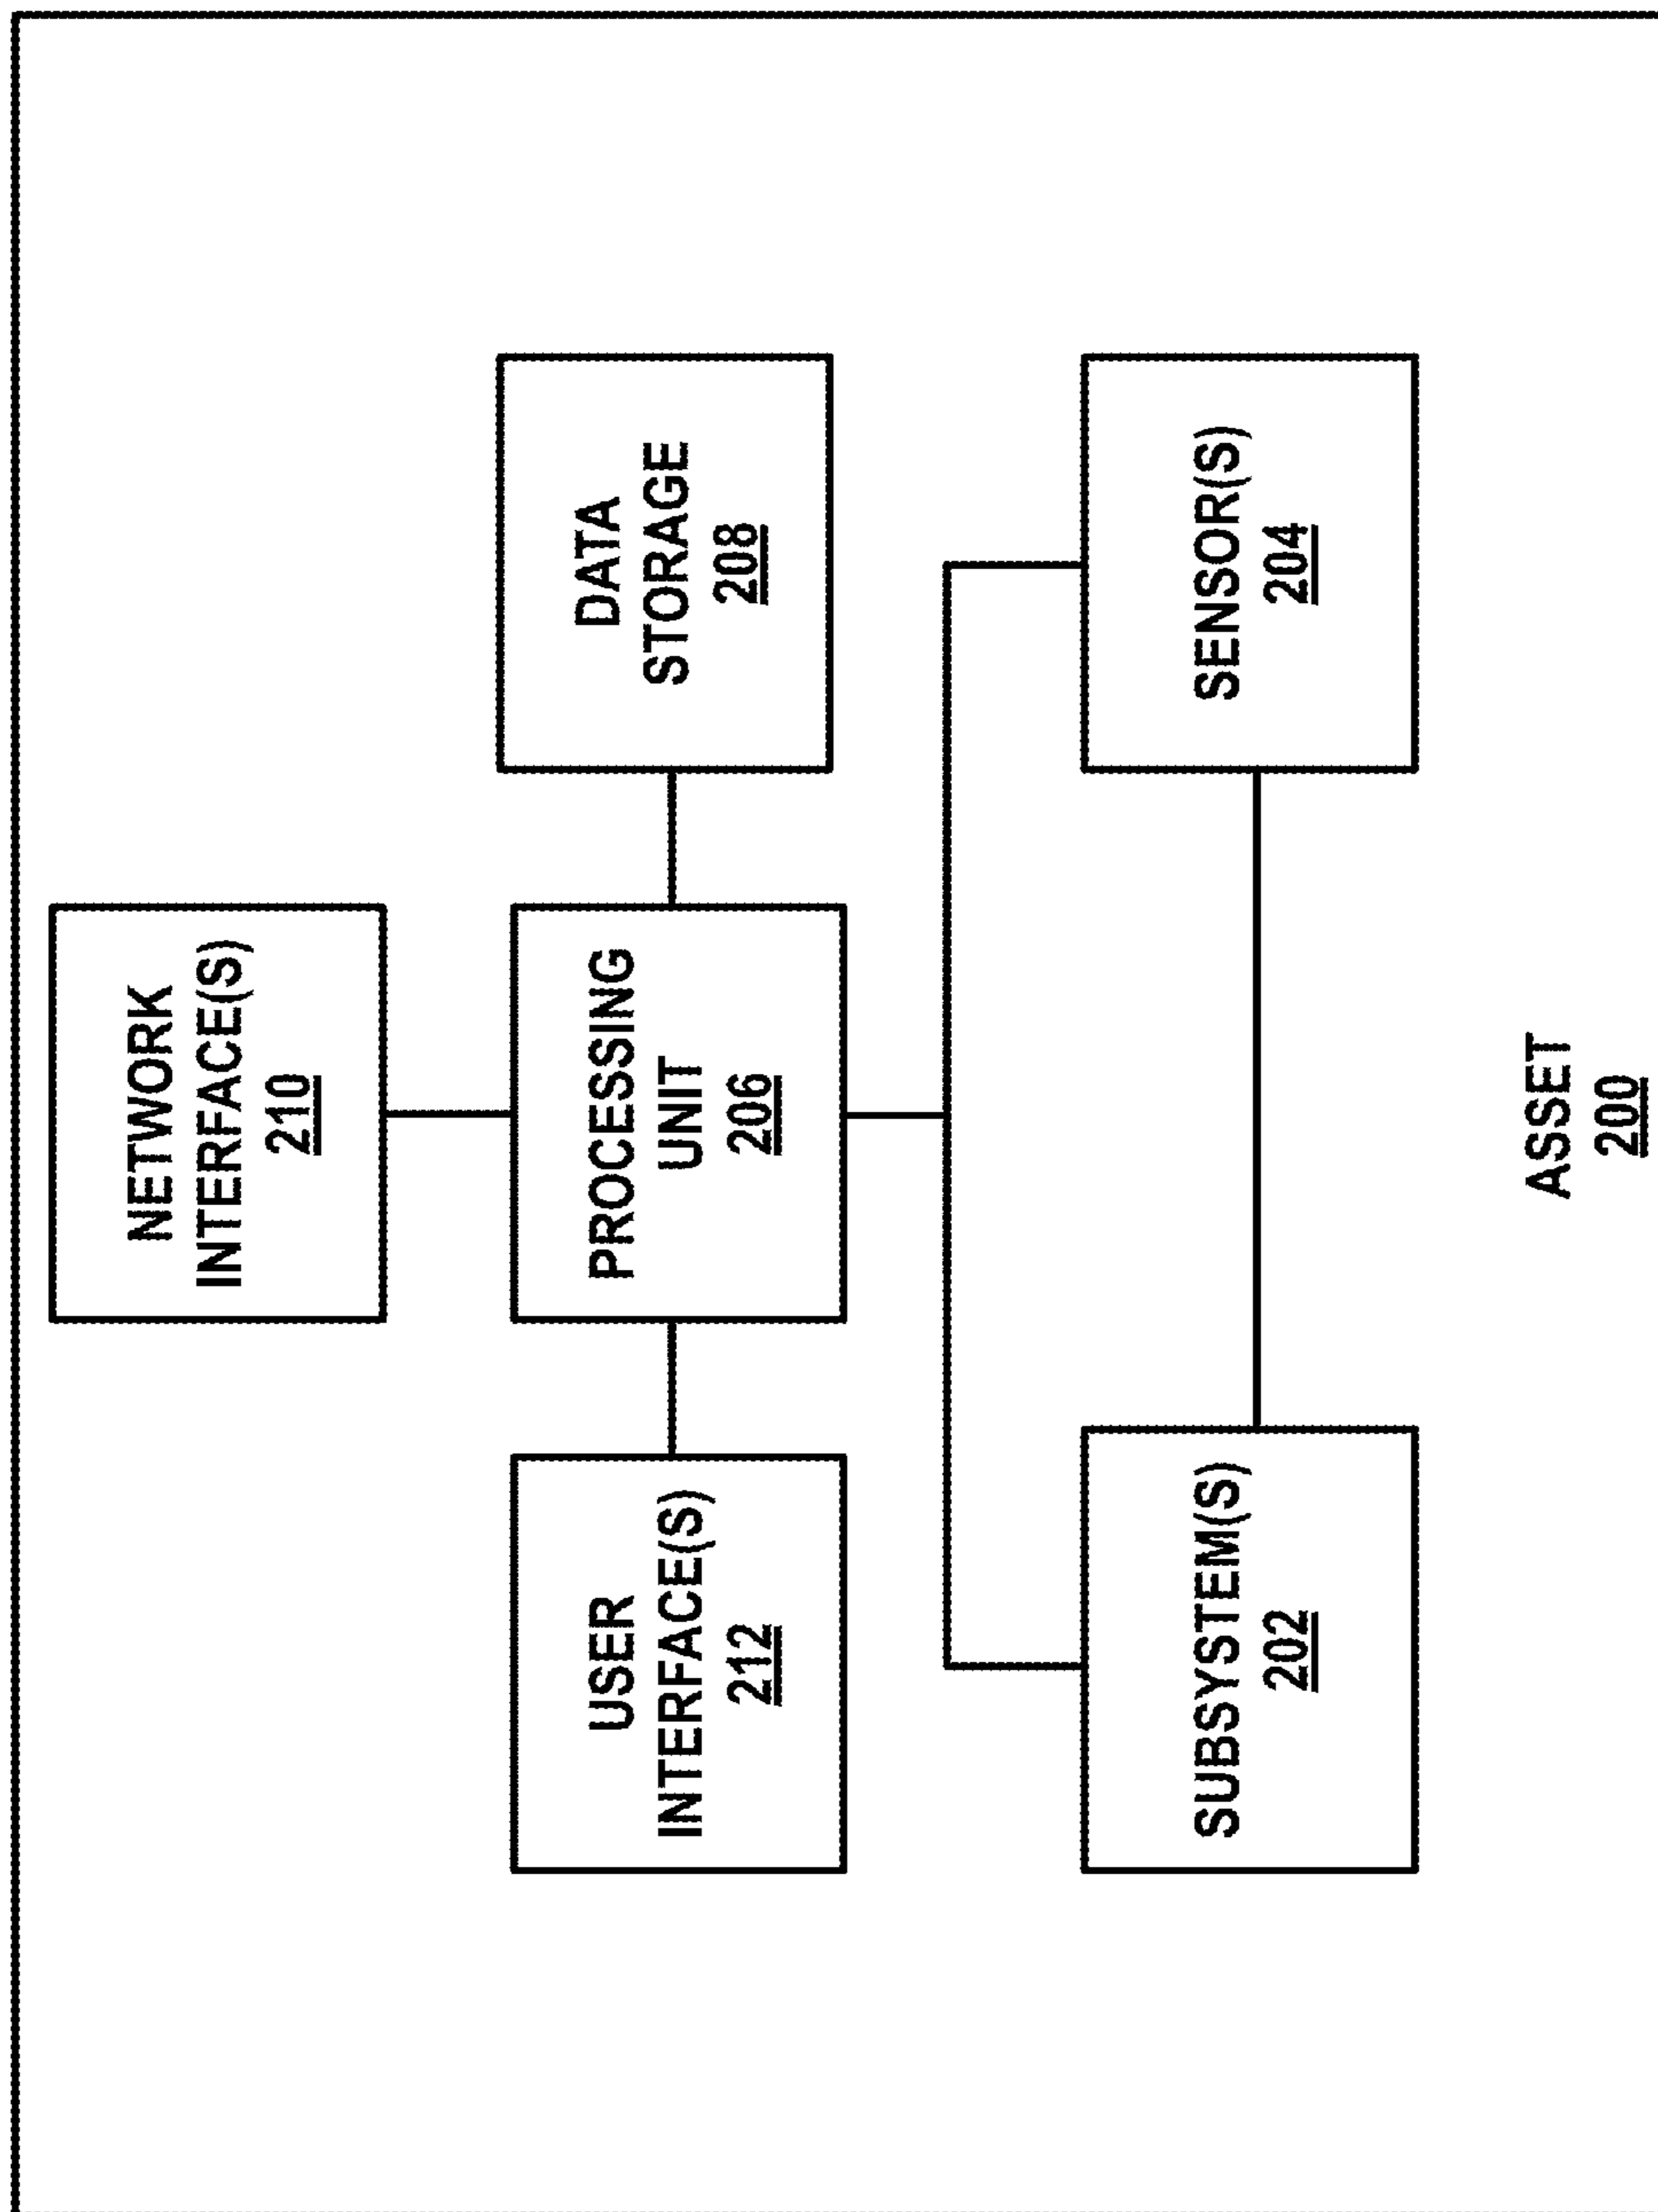 NETWORK
INTERFACE(S)
210
USER
INTERFACE(S)
212
PROCESSING
UNIT
206
DATA
STORAGE
208
SUBSYSTEM(S)
202
SENSOR(S)
204
ASSET
200